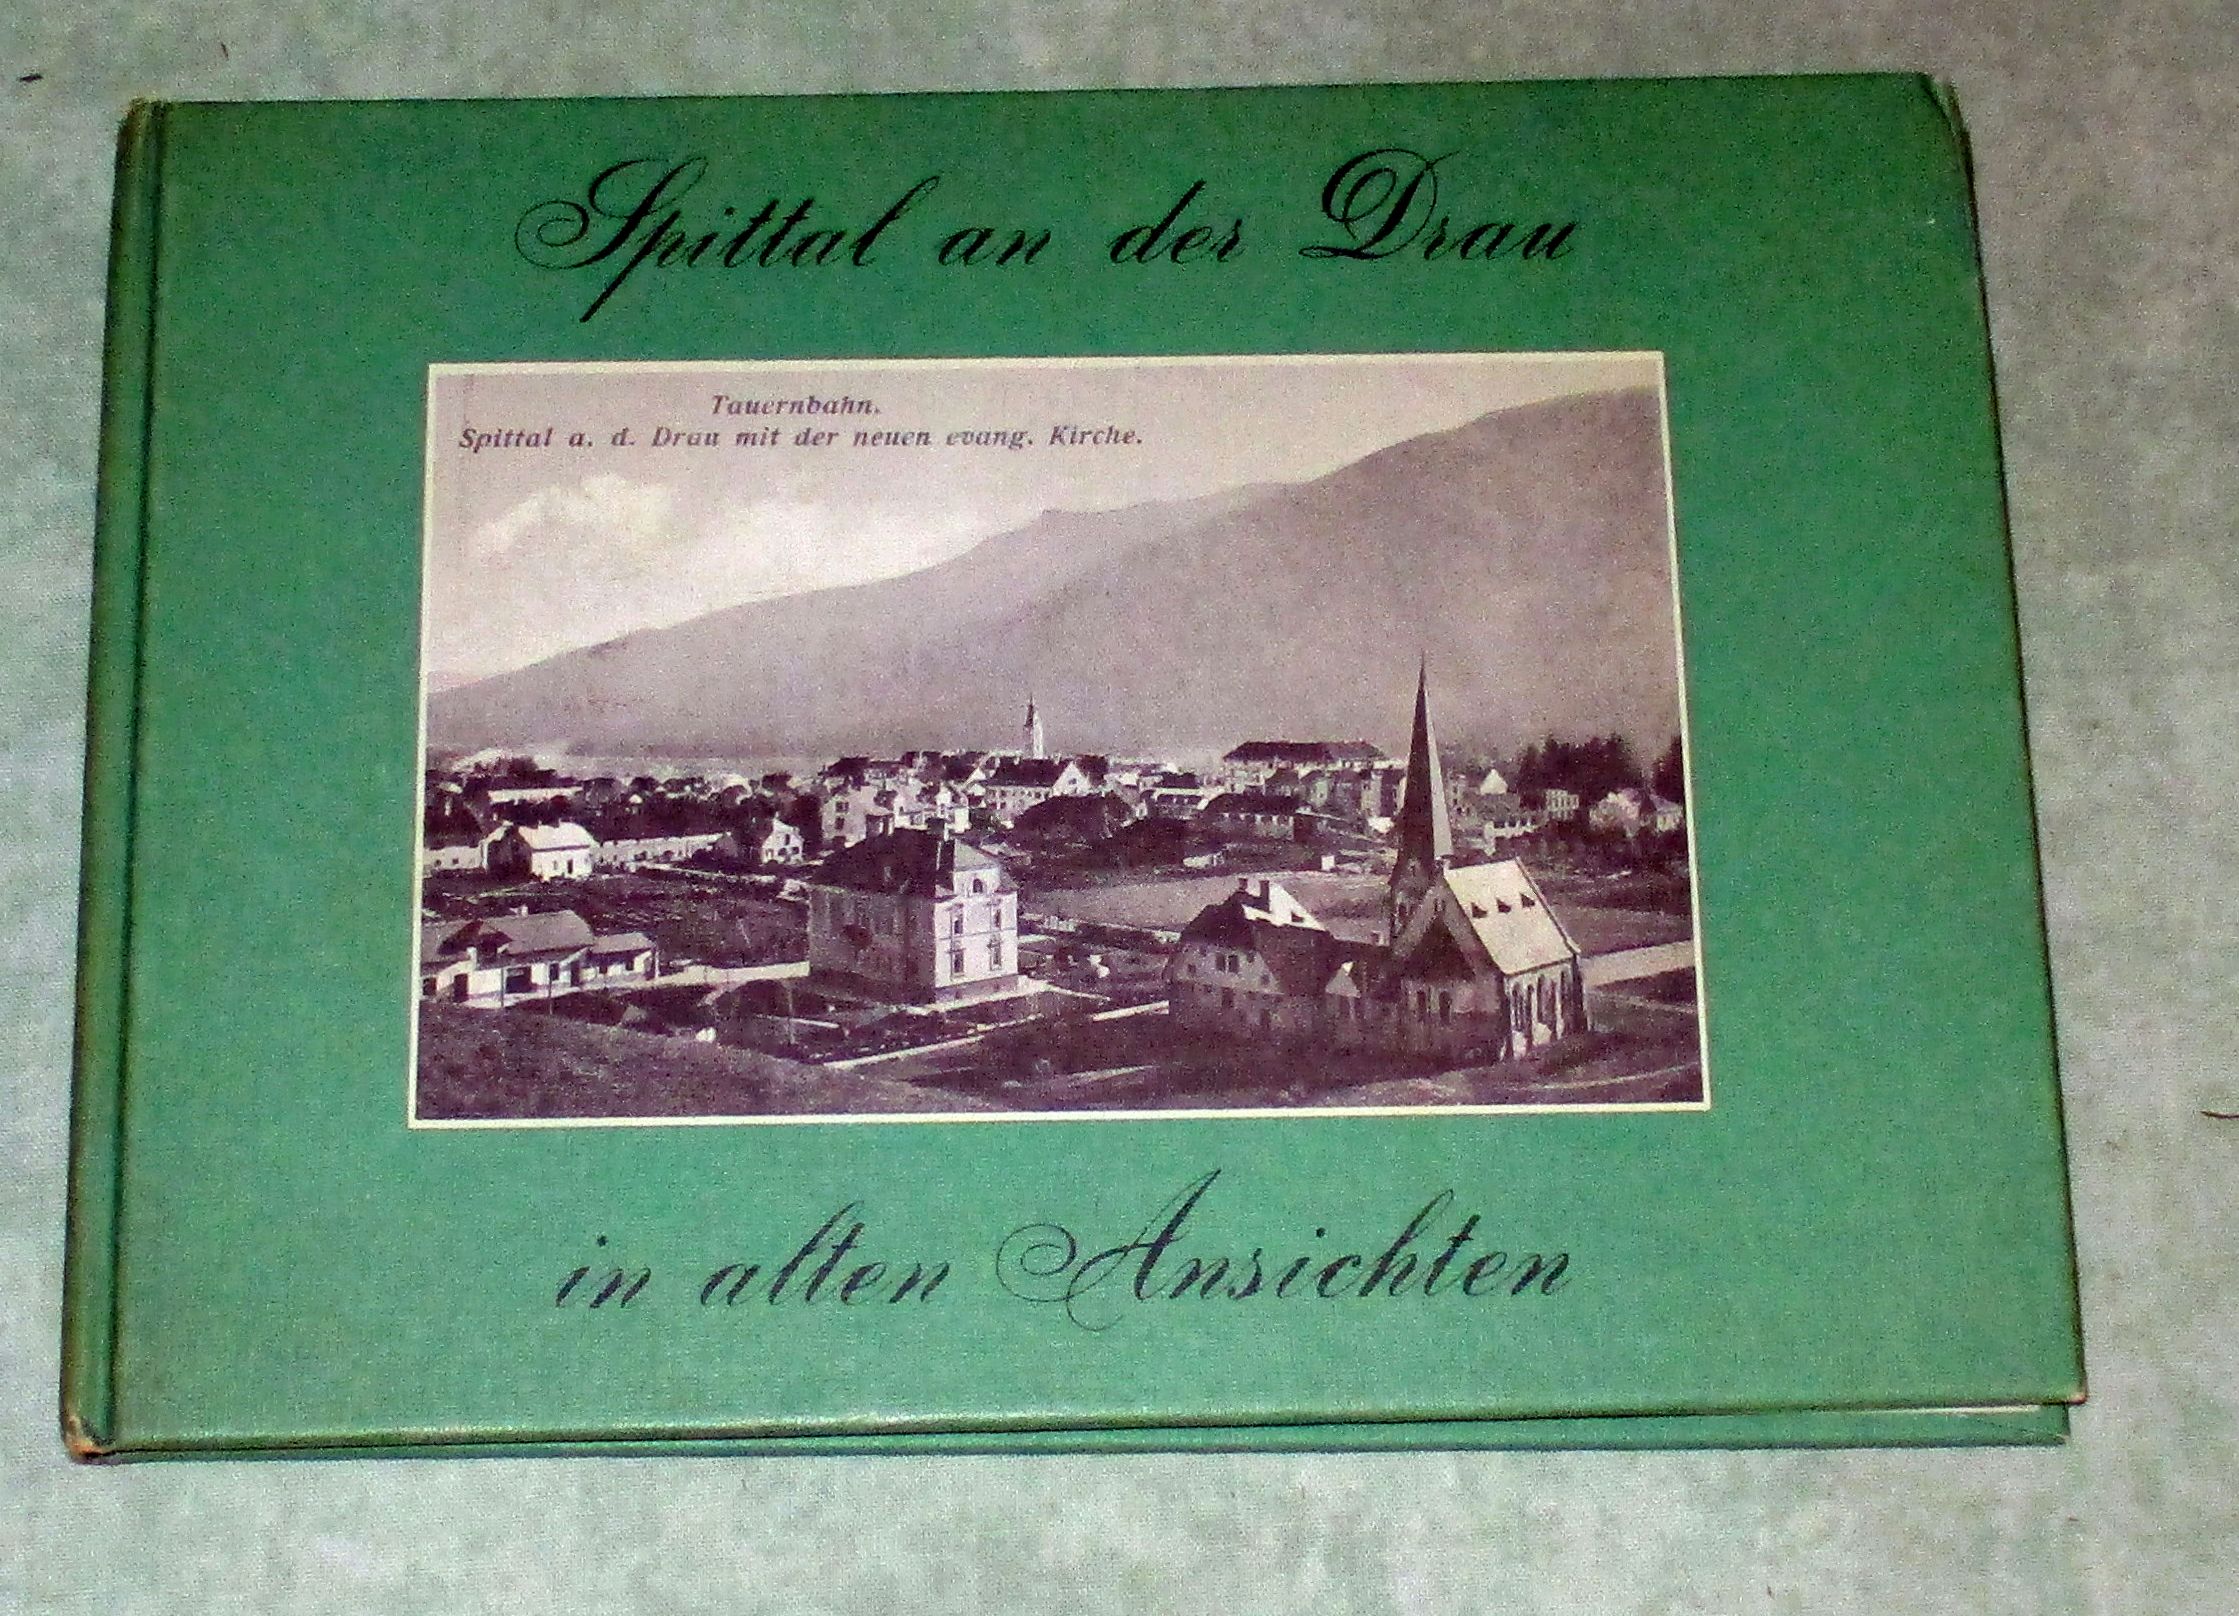 Spittal an der Drau
Tauernbahn.
Spittal a. d. Drau mit der neuen evang. Kirche.
in alten Ansichten